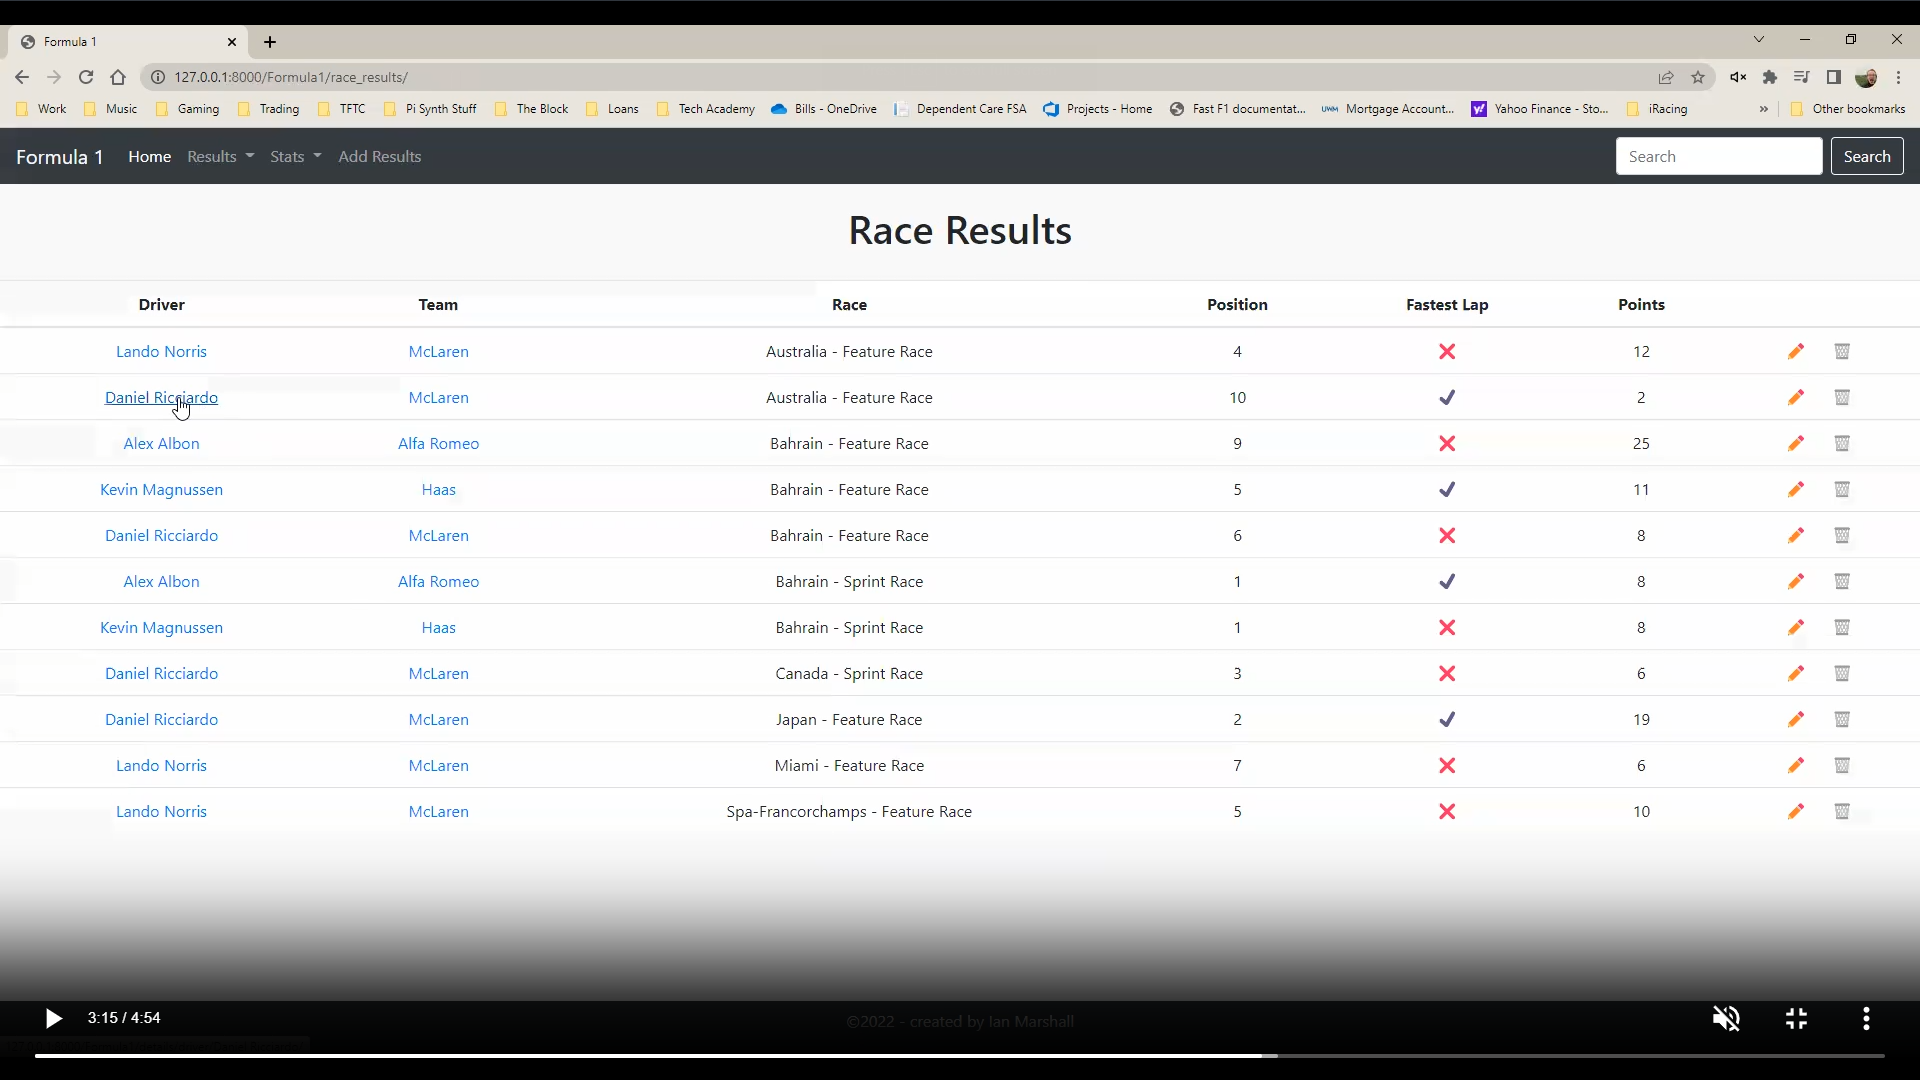 Formula 1
127.0.0.1:8000/Formula1/race_results/
Work Music Gaming Trading TFTC Pi Synth Stuff The Block Loans Tech Academy Bills - OneDrive Dependent Care FSA Projects - Home Fast F1 documentat... UWM Mortgage Account... y! Yahoo Finance - Sto... iRacing » Other bookmarks
Formula 1 Home Results Stats Add Results Search Search
Race Results
Driver Team Race Position Fastest Lap Points
Lando Norris McLaren Australia - Feature Race 4 ❌ 12
Daniel Ricciardo McLaren Australia - Feature Race 10 ✔ 2
Alex Albon Alfa Romeo Bahrain - Feature Race 9 ❌ 25
Kevin Magnussen Haas Bahrain - Feature Race 5 ✔ 11
Daniel Ricciardo McLaren Bahrain - Feature Race 6 ❌ 8
Alex Albon Alfa Romeo Bahrain - Sprint Race 1 ✔ 8
Kevin Magnussen Haas Bahrain - Sprint Race 1 ❌ 8
Daniel Ricciardo McLaren Canada - Sprint Race 3 ❌ 6
Daniel Ricciardo McLaren Japan - Feature Race 2 ✔ 19
Lando Norris McLaren Miami - Feature Race 7 ❌ 6
Lando Norris McLaren Spa-Francorchamps - Feature Race 5 ❌ 10
3:15 / 4:54
©2022 - created by Ian Marshall